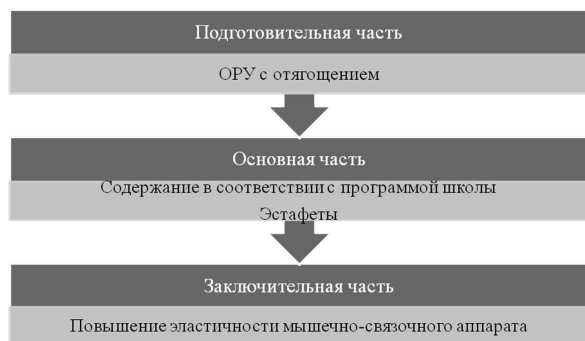 Подготовительная часть
ОРУ с отягощением
Основная часть
Содержание в соответствии с программой школы
Эстафеты
Заключительная часть
Повышение эластичности мышечно-связочного аппарата